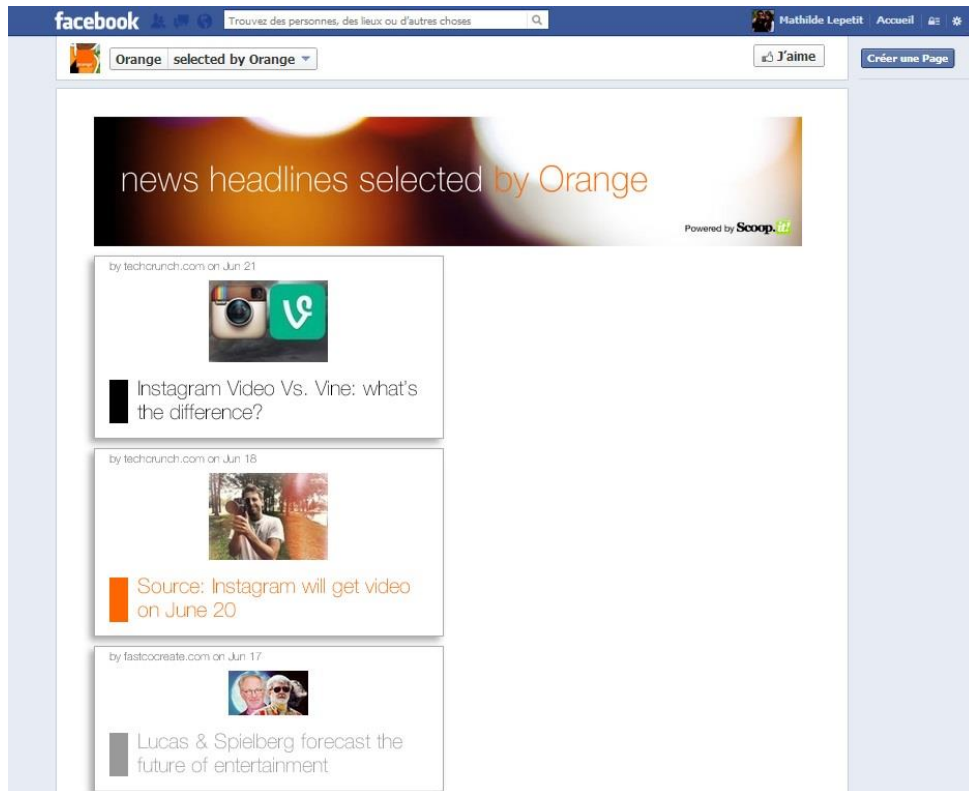 facebook
Trouvez des personnes, des lieux ou d'autres choses
Mathilde Lepetit Accueil
Orange selected by Orange
J'aime
Créer une Page
news headlines selected by Orange
Powered by Scoop.it!
by techcrunch.com on Jun 21
Instagram Video Vs. Vine: what's
the difference?
by techcrunch.com on Jun 18
Source: Instagram will get video
on June 20
by fastcocreate.com on Jun 17
Lucas & Spielberg forecast the
future of entertainment